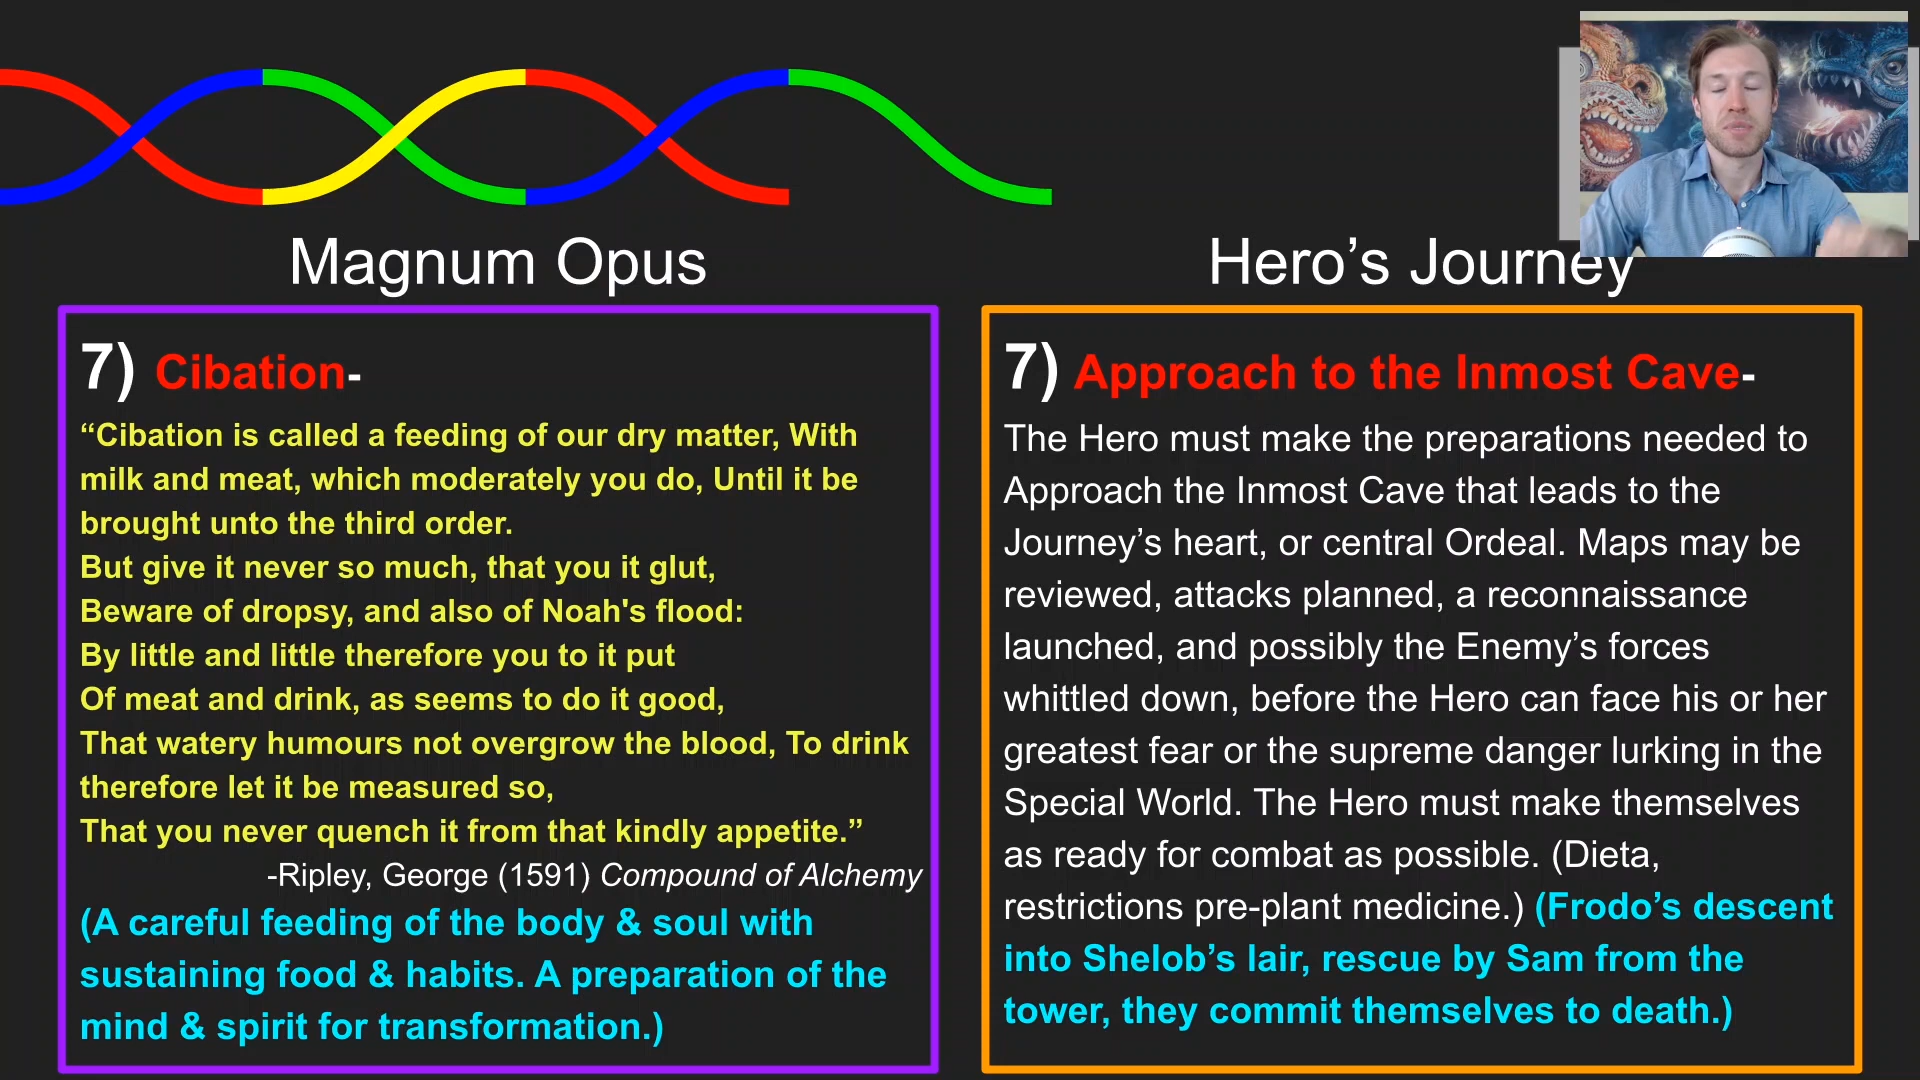 Magnum Opus
Hero’s Journey
7) Cibation-
“Cibation is called a feeding of our dry matter, With
milk and meat, which moderately you do, Until it be
brought unto the third order.
But give it never so much, that you it glut,
Beware of dropsy, and also of Noah's flood:
By little and little therefore you to it put
Of meat and drink, as seems to do it good,
That watery humours not overgrow the blood, To drink
therefore let it be measured so,
That you never quench it from that kindly appetite.”
-Ripley, George (1591) Compound of Alchemy
(A careful feeding of the body & soul with
sustaining food & habits. A preparation of the
mind & spirit for transformation.)
7) Approach to the Inmost Cave-
The Hero must make the preparations needed to
Approach the Inmost Cave that leads to the
Journey’s heart, or central Ordeal. Maps may be
reviewed, attacks planned, a reconnaissance
launched, and possibly the Enemy’s forces
whittled down, before the Hero can face his or her
greatest fear or the supreme danger lurking in the
Special World. The Hero must make themselves
as ready for combat as possible. (Dieta,
restrictions pre-plant medicine.) (Frodo’s descent
into Shelob’s lair, rescue by Sam from the
tower, they commit themselves to death.)